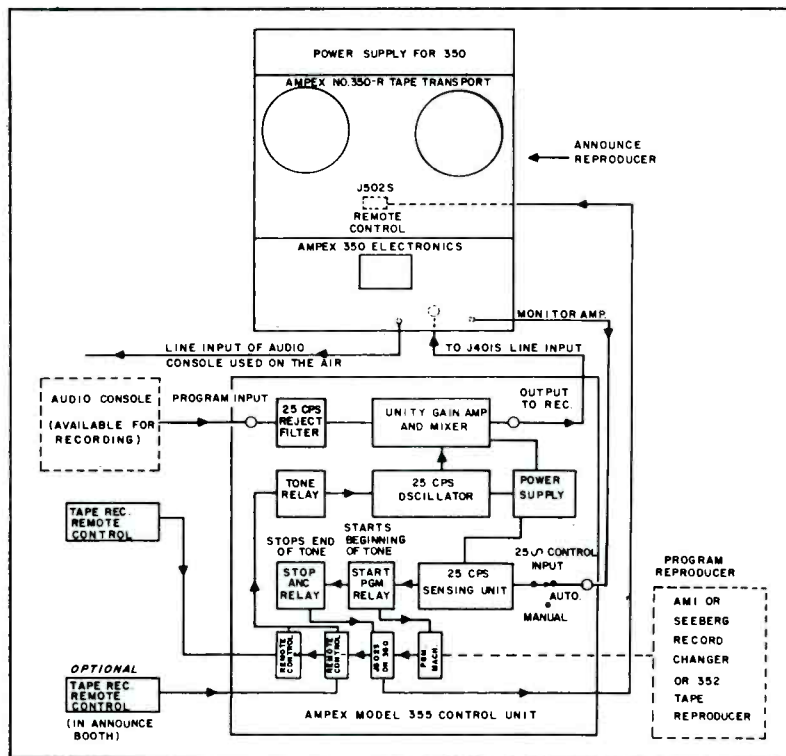 POWER SUPPLY FOR 350
AMPEX NO.350-R TAPE TRANSPORT
ANNOUNCE
REPRODUCER
J502S
REMOTE
CONTROL
AMPEX 350 ELECTRONICS
MONITOR AMP.
LINE INPUT OF AUDIO
CONSOLE USED ON THE AIR
TO J401S LINE INPUT
AUDIO CONSOLE
(AVAILABLE FOR
RECORDING)
PROGRAM INPUT
25 CPS
REJECT
FILTER
UNITY GAIN AMP
AND MIXER
OUTPUT
TO REC.
TONE
RELAY
25 CPS
OSCILLATOR
POWER
SUPPLY
TAPE REC.
REMOTE
CONTROL
STOPS END
OF TONE
STARTS
BEGINNING
OF TONE
STOP
ANC
RELAY
START
PGM
RELAY
25 CPS
SENSING UNIT
25 ∿ CONTROL
INPUT
AUTO.
MANUAL
PROGRAM
REPRODUCER
AMI OR
SEEBERG
RECORD
CHANGER
OR 352
TAPE
REPRODUCER
REMOTE
CONTROL
REMOTE
CONTROL
J502S
OR 350
PGM.
MACH.
OPTIONAL
TAPE REC.
REMOTE
CONTROL
(IN ANNOUNCE
BOOTH)
AMPEX MODEL 355 CONTROL UNIT